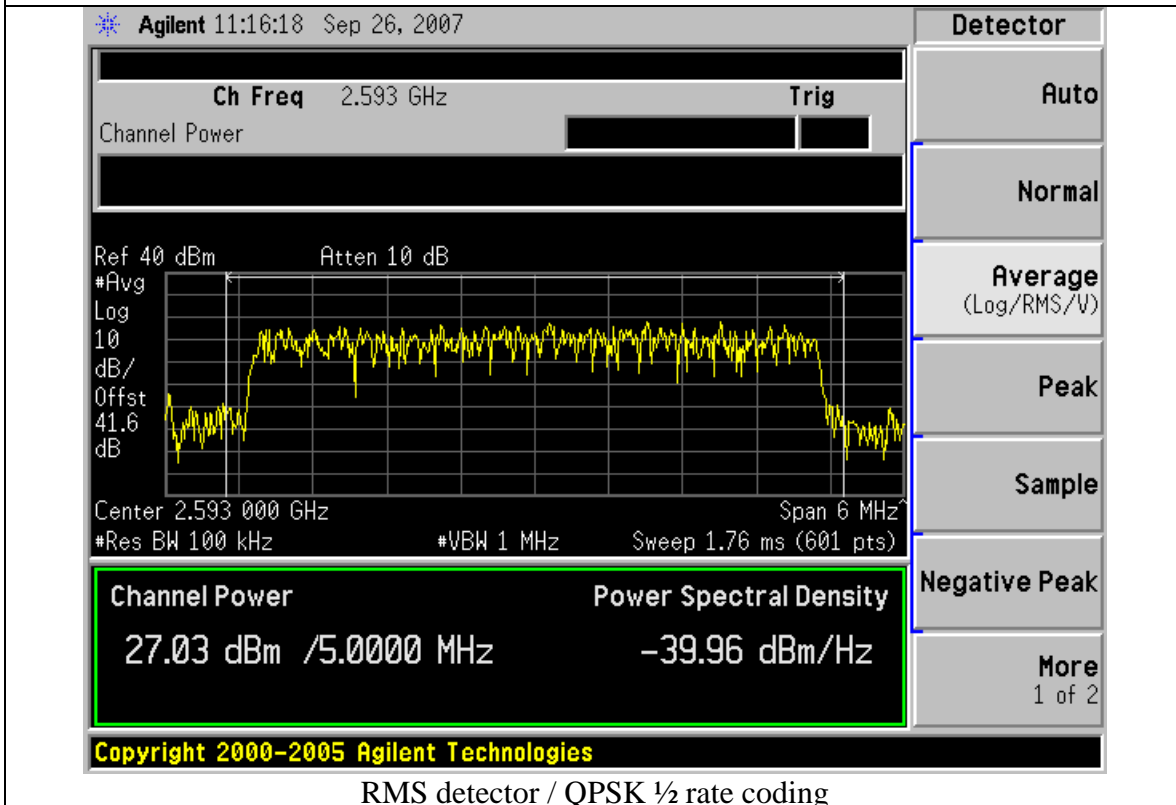 Agilent 11:16:18 Sep 26, 2007
Detector
Ch Freq 2.593 GHz Trig
Channel Power
Auto
Normal
Average
(Log/RMS/V)
Peak
Sample
Negative Peak
More
1 of 2
Ref 40 dBm Atten 10 dB
#Avg
Log
10
dB/
Offst
41.6
dB
Center 2.593 000 GHz Span 6 MHz^
#Res BW 100 kHz #VBW 1 MHz Sweep 1.76 ms (601 pts)
Channel Power Power Spectral Density
27.03 dBm /5.0000 MHz -39.96 dBm/Hz
Copyright 2000-2005 Agilent Technologies
RMS detector / QPSK ½ rate coding